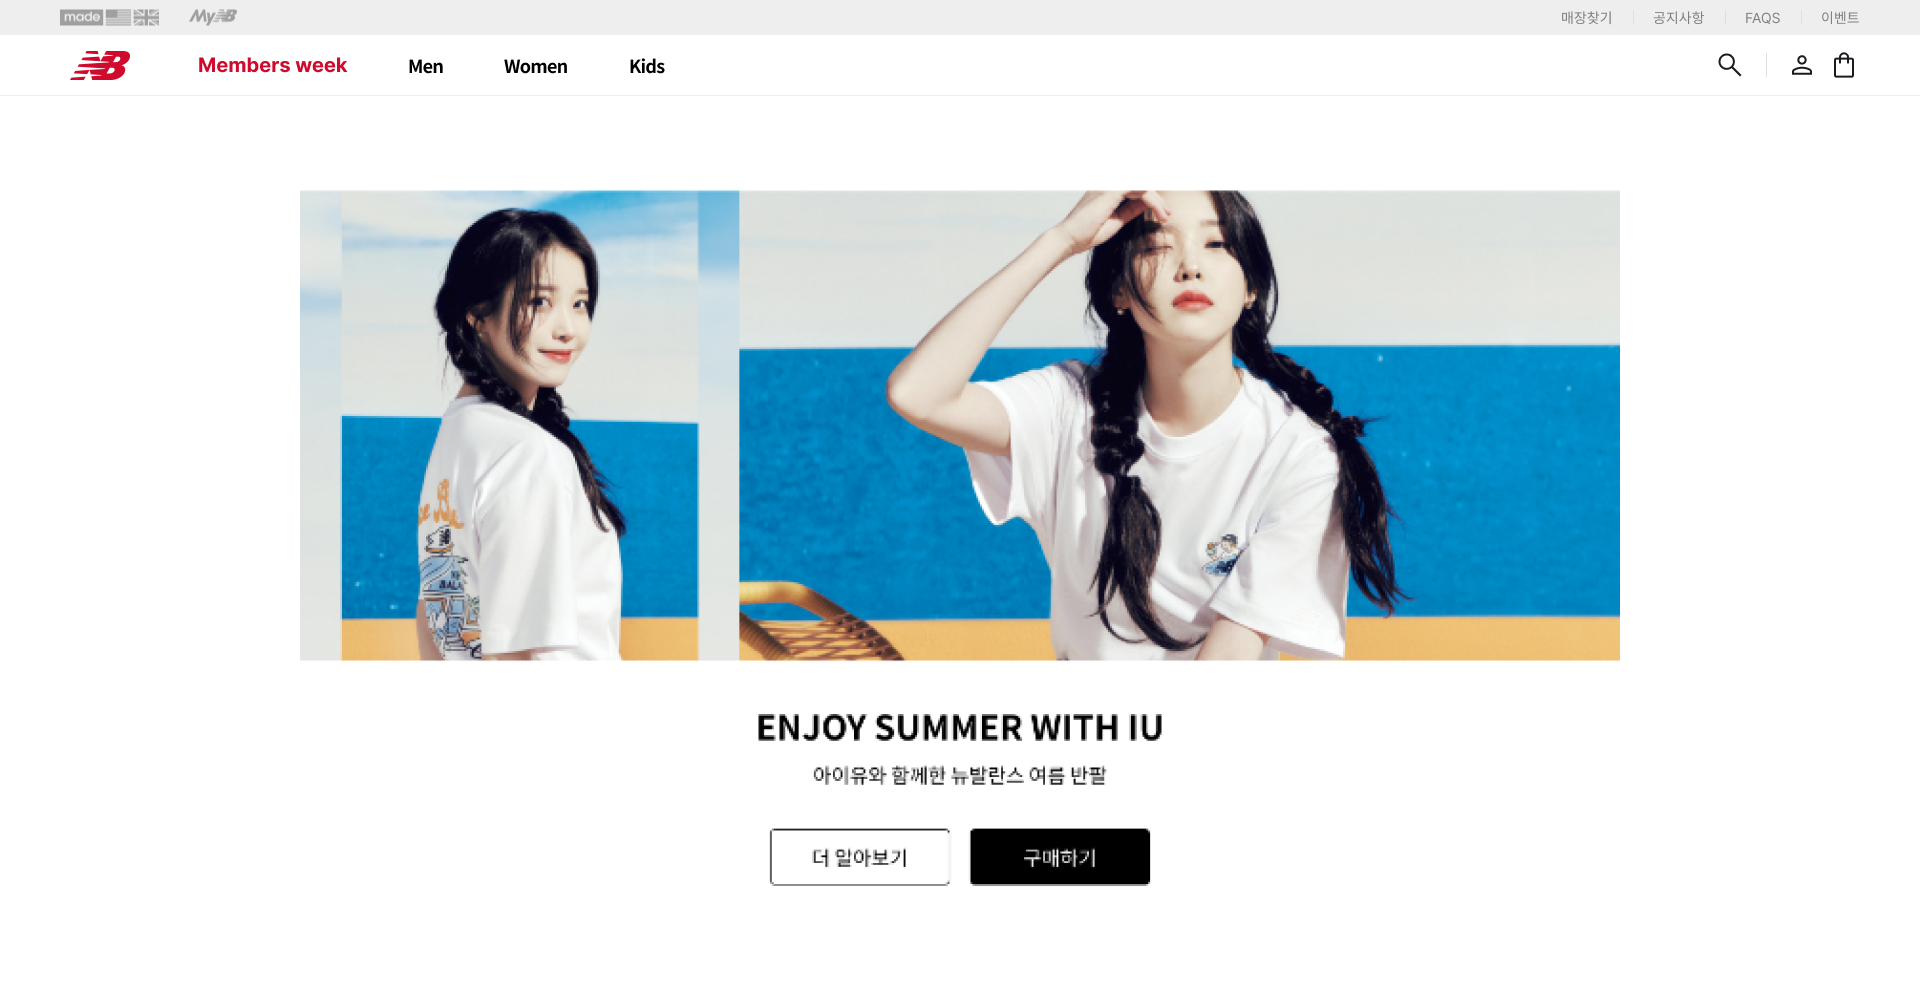 made
MyNB
매장찾기
공지사항
FAQS
이벤트
NB
Members week
Men
Women
Kids
ENJOY SUMMER WITH IU
아이유와 함께한 뉴발란스 여름 반팔
더 알아보기
구매하기